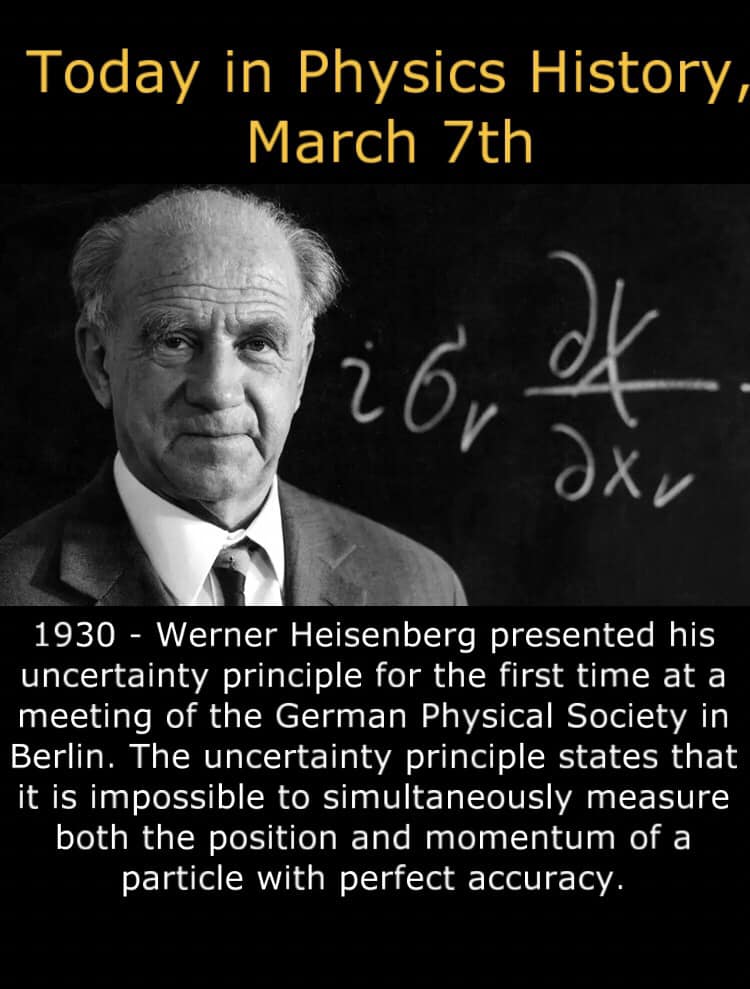 Today in Physics History,
March 7th
i σν ∂χ/∂xν
1930 - Werner Heisenberg presented his
uncertainty principle for the first time at a
meeting of the German Physical Society in
Berlin. The uncertainty principle states that
it is impossible to simultaneously measure
both the position and momentum of a
particle with perfect accuracy.